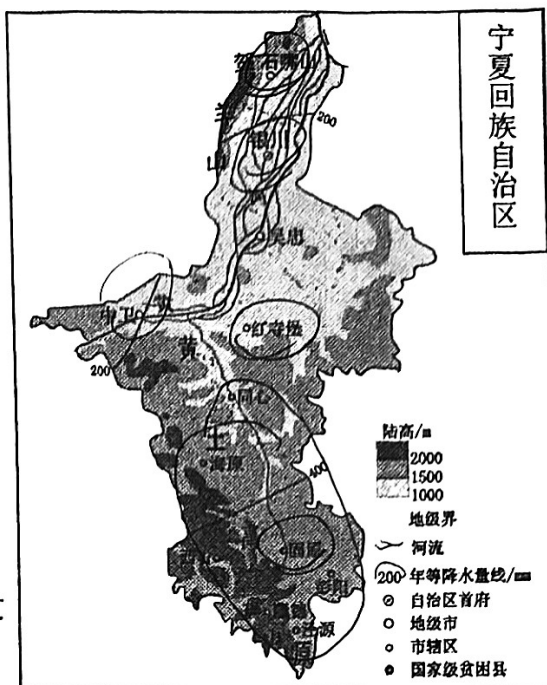 宁夏回族自治区
贺
石嘴山
兰
200
银川
山
吴忠
中卫
200
红寺堡
黄
同心
土
海原
400
固原
彭阳
泾源
陆高/m
2000
1500
1000
地级界
河流
200 年等降水量线/mm
自治区首府
地级市
市辖区
国家级贫困县